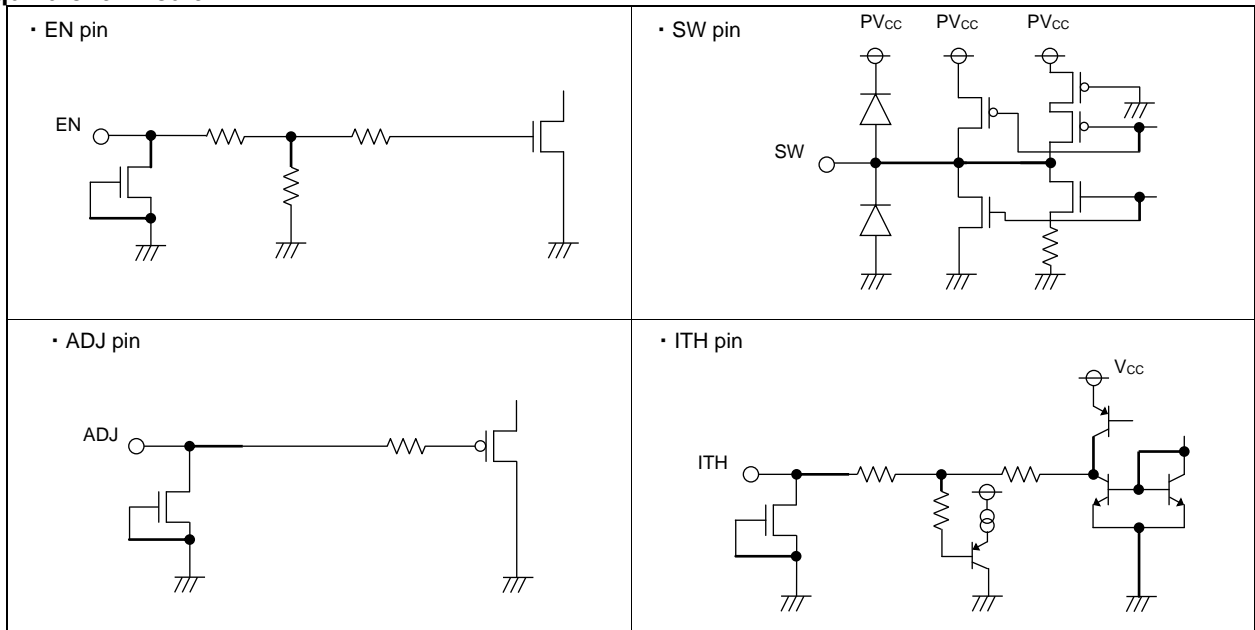 ・EN pin
EN
・SW pin
PVCC PVCC PVCC
SW
・ADJ pin
ADJ
・ITH pin
VCC
ITH